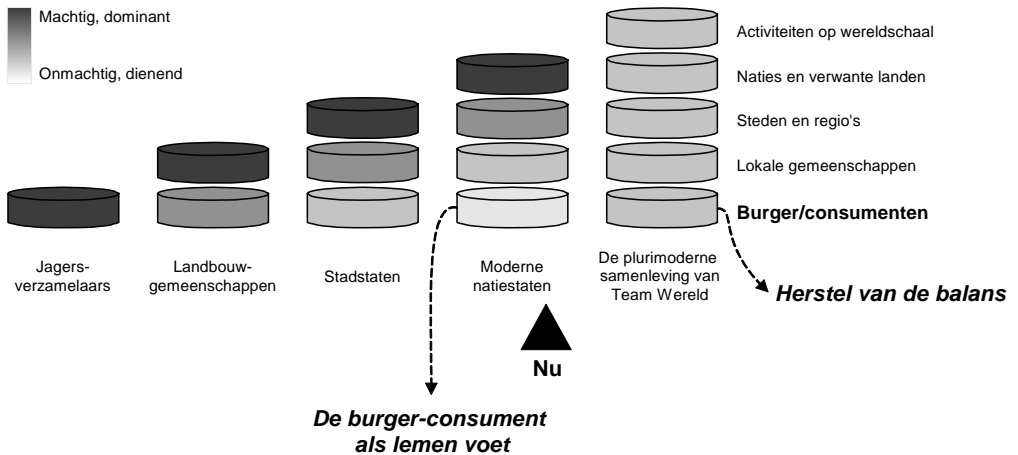 Machtig, dominant
Onmachtig, dienend
Activiteiten op wereldschaal
Naties en verwante landen
Steden en regio's
Lokale gemeenschappen
Burger/consumenten
Jagers-
verzamelaars
Landbouw-
gemeenschappen
Stadstaten
Moderne
natiestaten
De plurimoderne
samenleving van
Team Wereld
Herstel van de balans
Nu
De burger-consument
als lemen voet